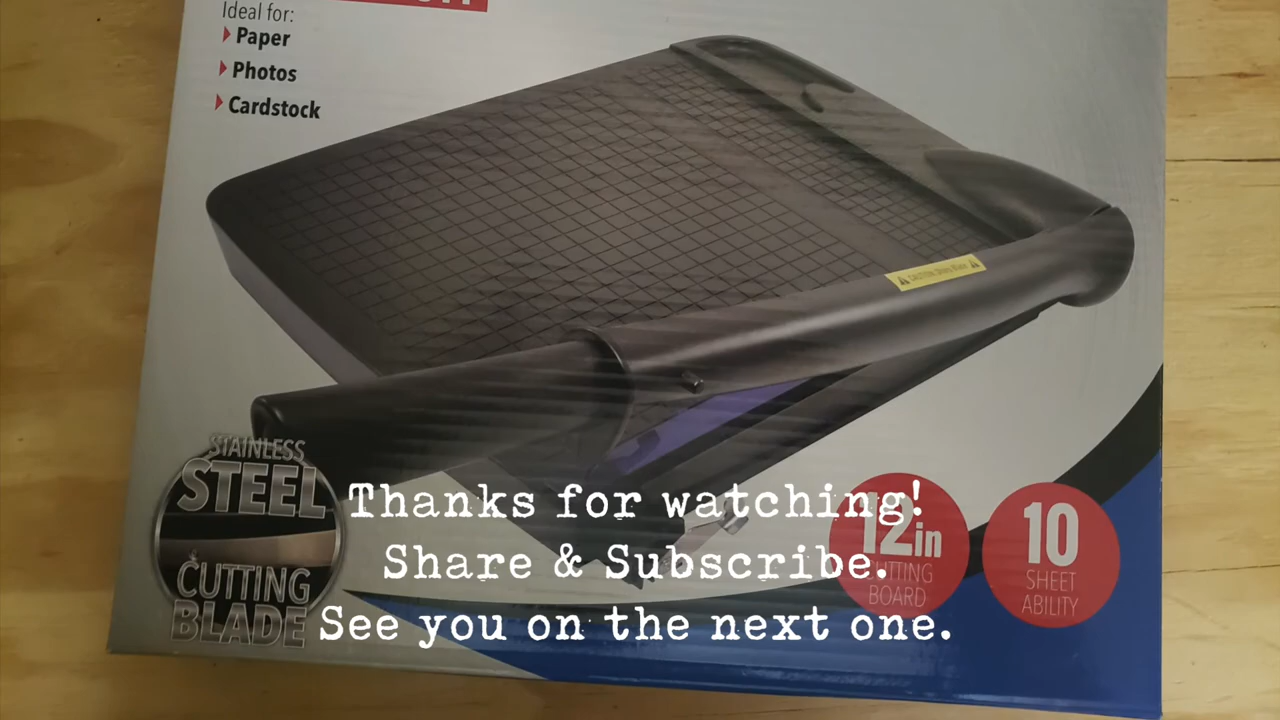 Ideal for:
Paper
Photos
Cardstock
STAINLESS
STEEL
CUTTING
BLADE
12in
CUTTING
BOARD
10
SHEET
ABILITY
Thanks for watching!
Share & Subscribe.
See you on the next one.